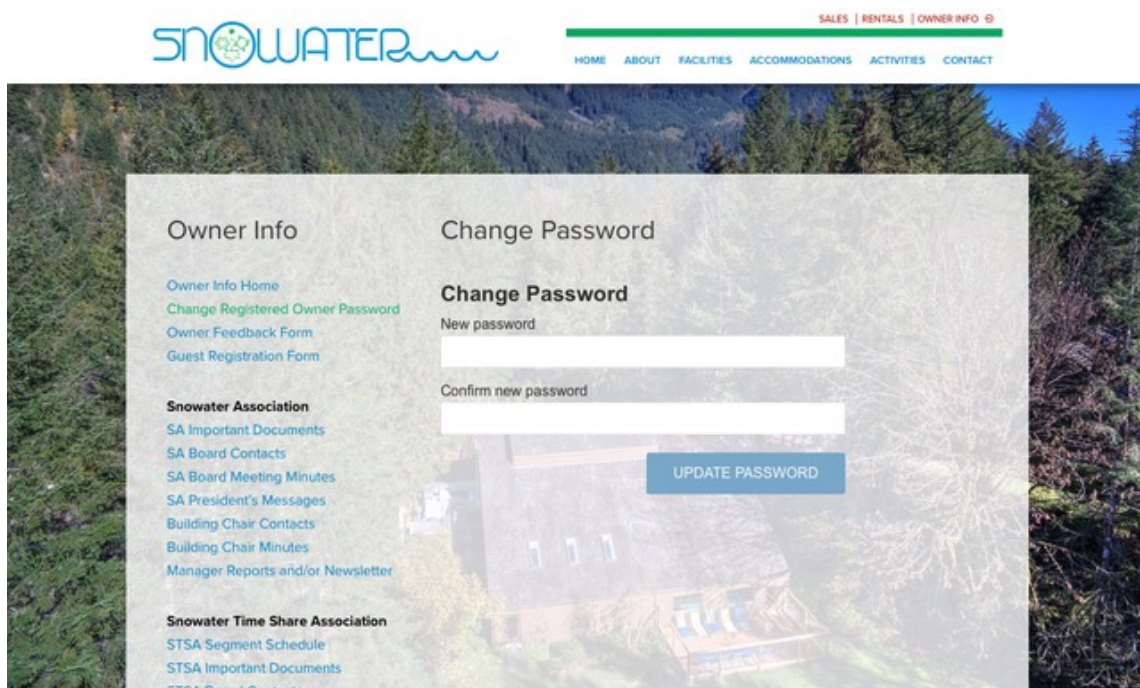 SNOWATER
SALES | RENTALS | OWNER INFO
HOME ABOUT FACILITIES ACCOMMODATIONS ACTIVITIES CONTACT
Owner Info
Owner Info Home
Change Registered Owner Password
Owner Feedback Form
Guest Registration Form
Snowater Association
SA Important Documents
SA Board Contacts
SA Board Meeting Minutes
SA President's Messages
Building Chair Contacts
Building Chair Minutes
Manager Reports and/or Newsletter
Snowater Time Share Association
STSA Segment Schedule
STSA Important Documents
STSA Board Contacts
Change Password
Change Password
New password
Confirm new password
UPDATE PASSWORD